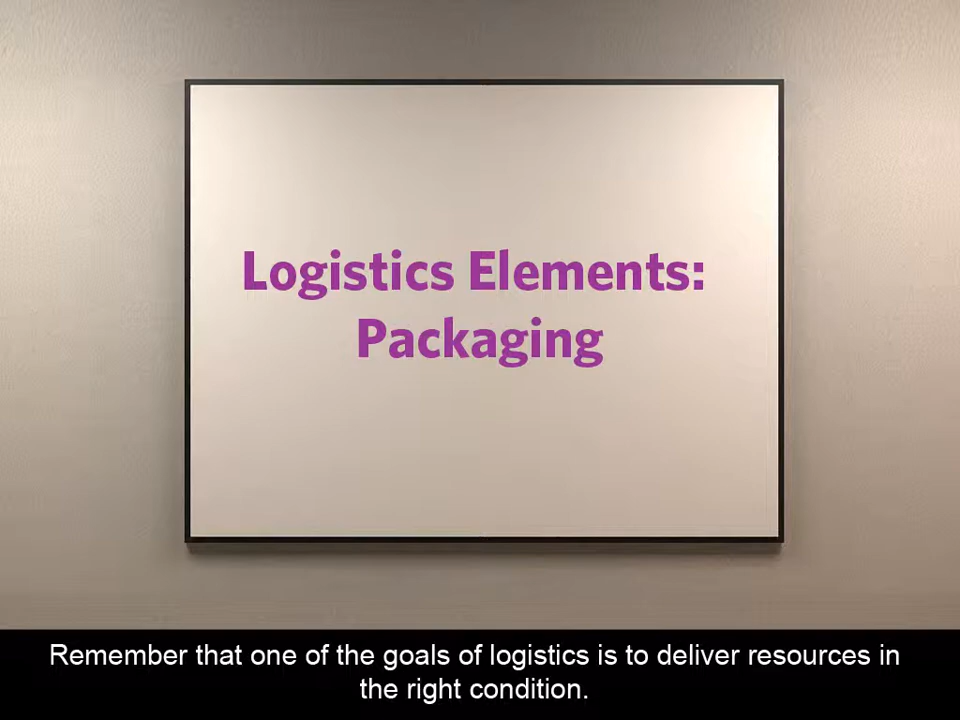 Logistics Elements:
Packaging
Remember that one of the goals of logistics is to deliver resources in
the right condition.